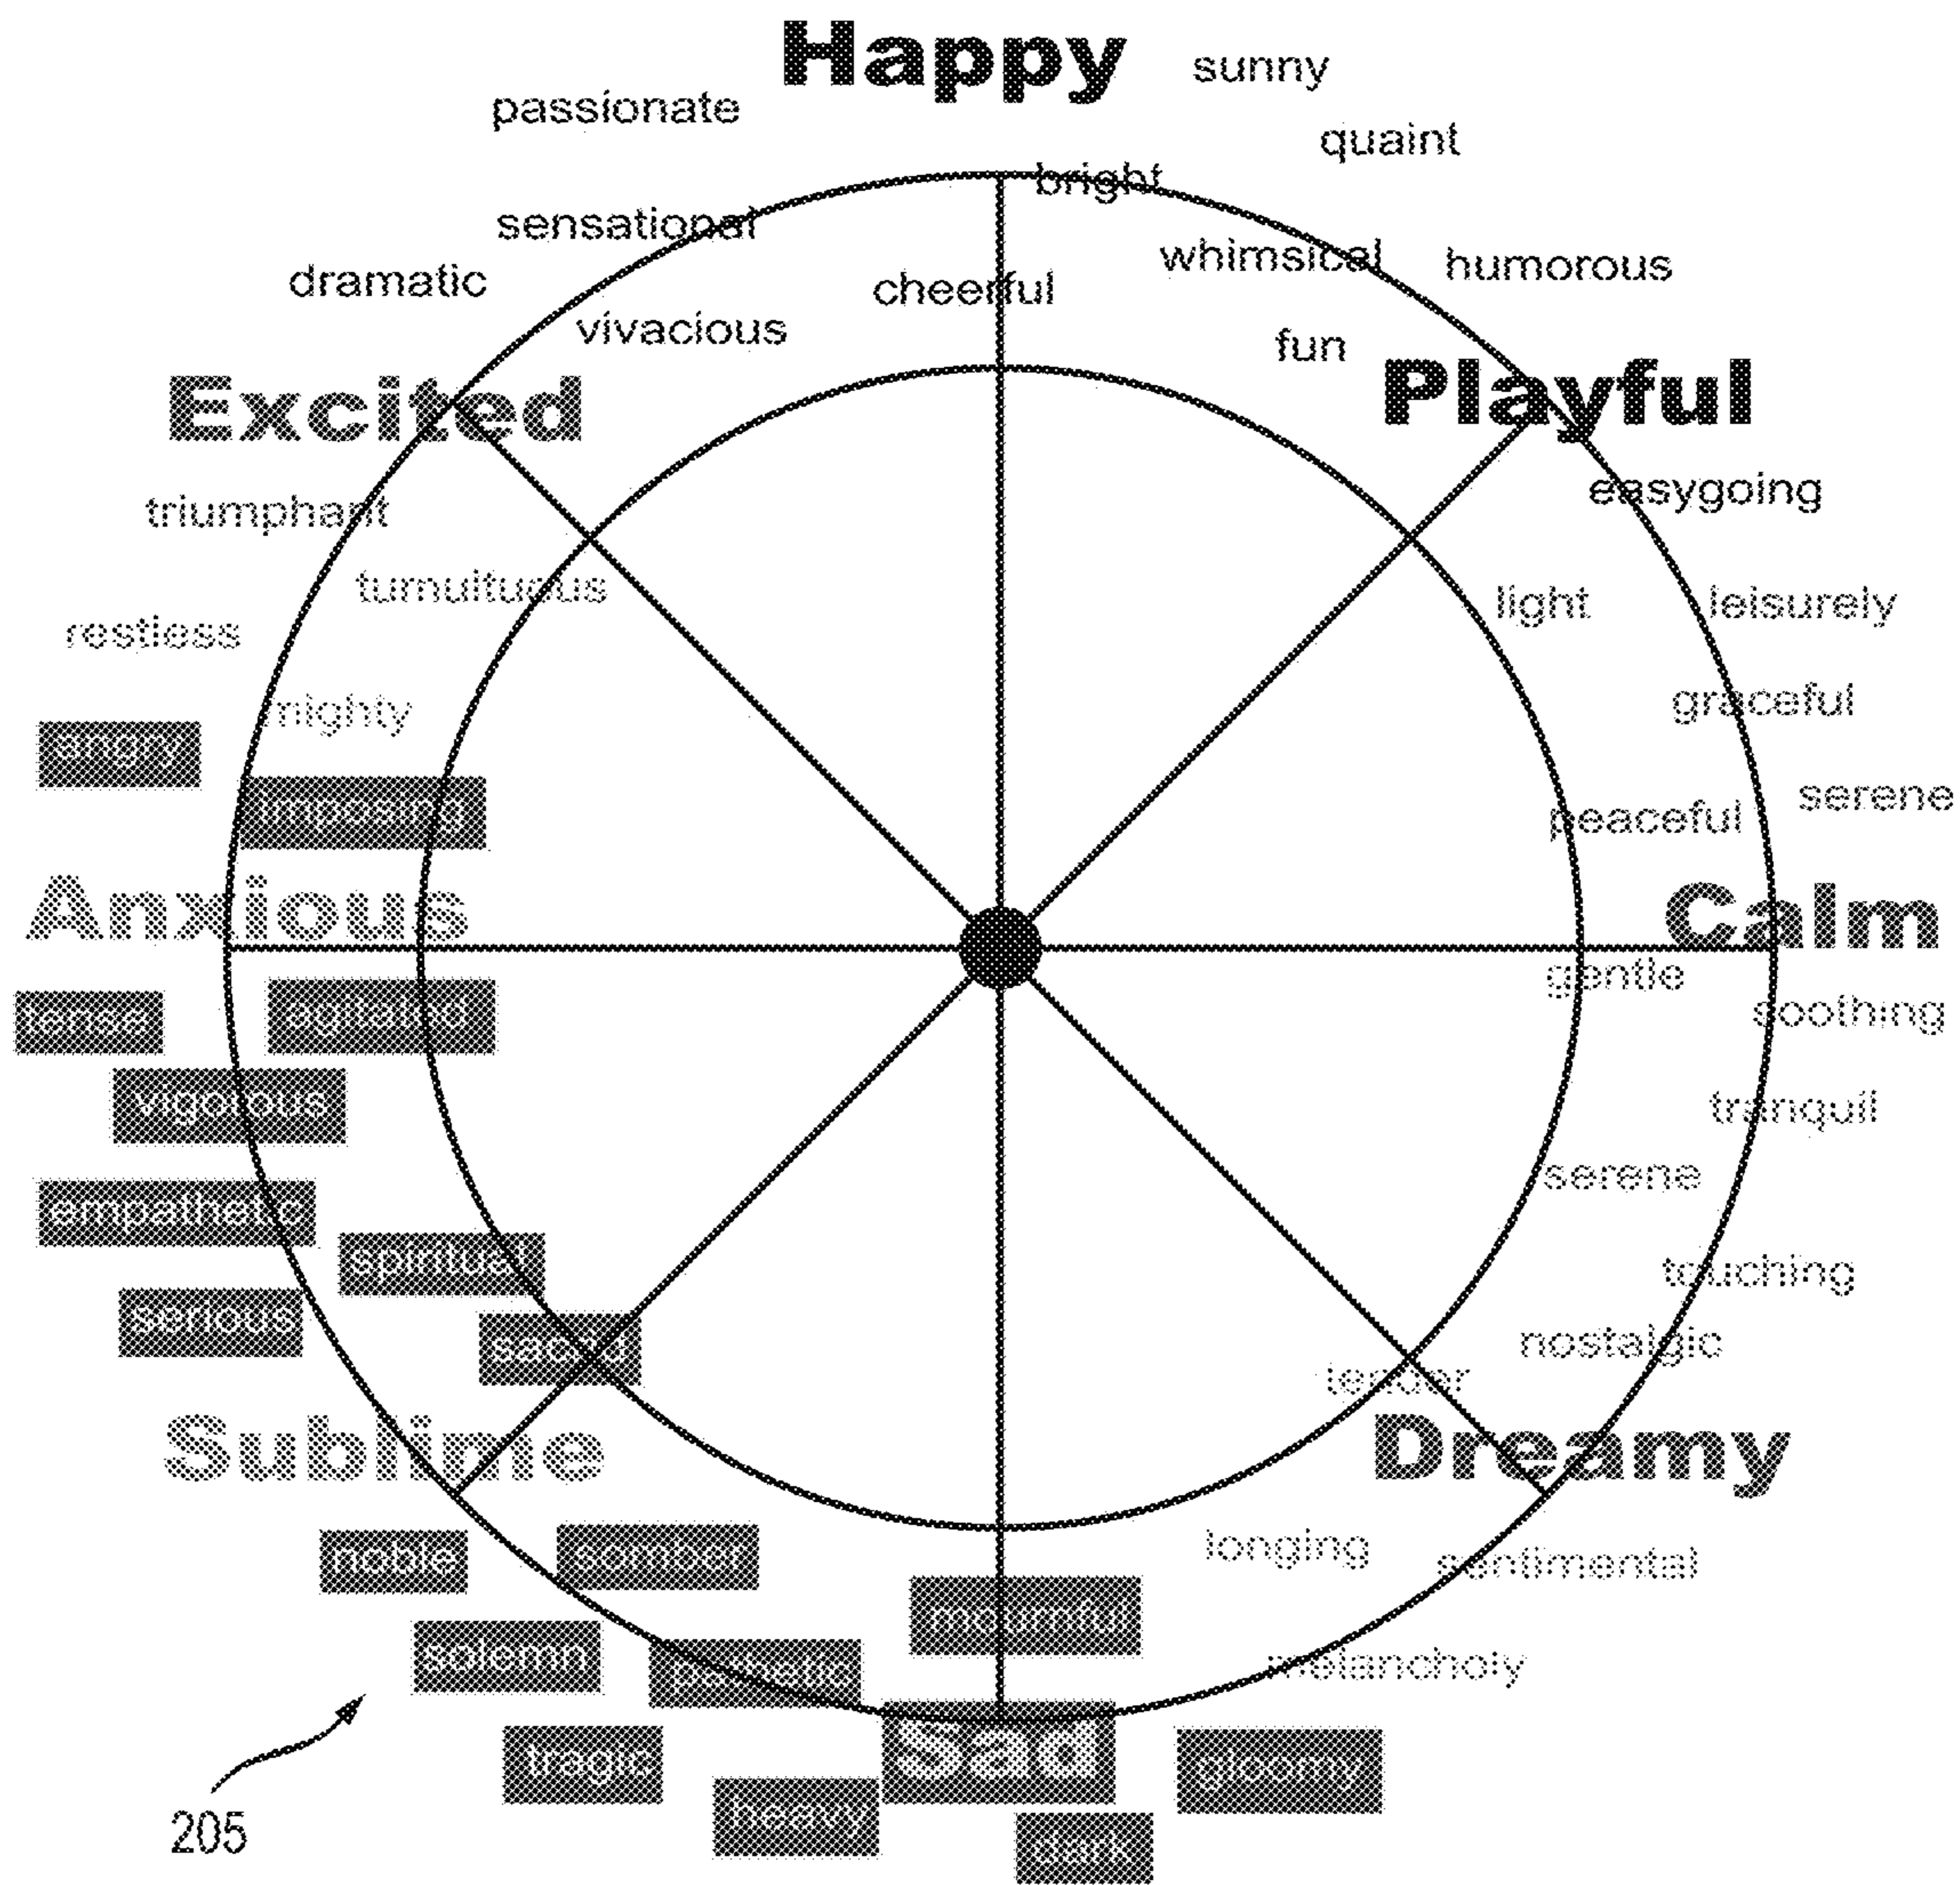 Happy
sunny
passionate
quaint
bright
sensational
whimsical
humorous
dramatic
cheerful
vivacious
fun
Excited
Playful
triumphant
easygoing
tumultuous
light
leisurely
restless
mighty
graceful
angry
imposing
peaceful
serene
Anxious
Calm
gentle
tense
agitated
soothing
vigorous
tranquil
empathetic
serene
spiritual
touching
serious
sacred
nostalgic
tender
Sublime
Dreamy
noble
somber
longing
sentimental
mournful
solemn
pathetic
melancholy
Sad
tragic
gloomy
heavy
dark
205